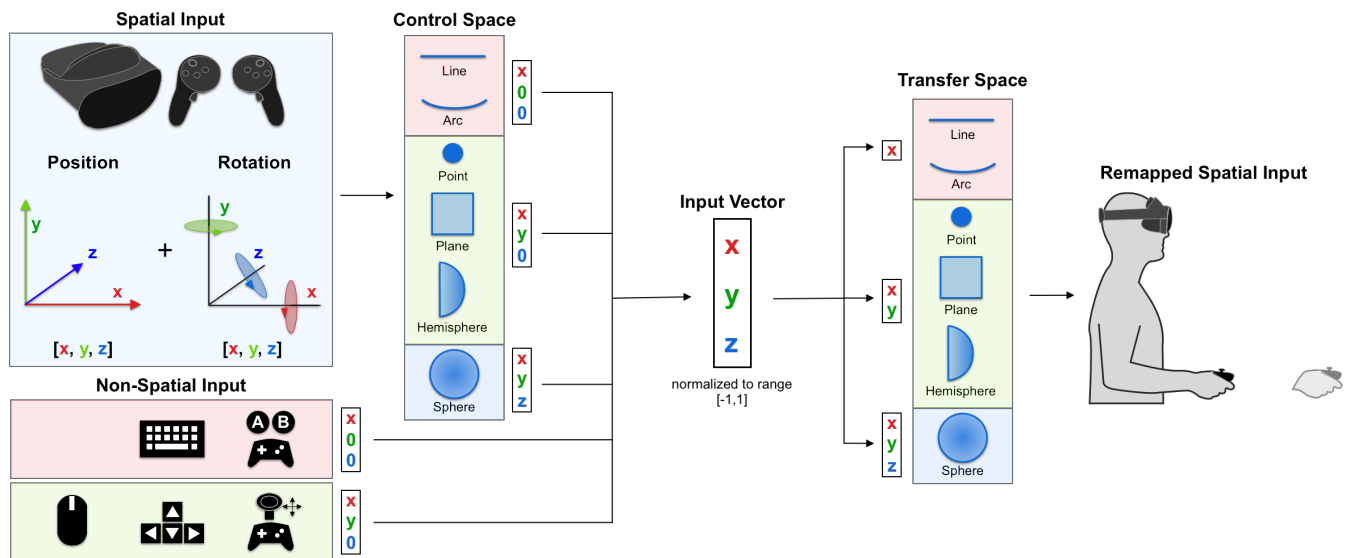 Spatial Input
Position
Rotation
y
z
x
+
y
z
x
[x, y, z]
[x, y, z]
Non-Spatial Input
A B
x
0
0
x
y
0
Control Space
Line
Arc
x
0
0
Point
Plane
Hemisphere
x
y
0
Sphere
x
y
z
Input Vector
x
y
z
normalized to range
[-1,1]
Transfer Space
x
Line
Arc
x
y
Point
Plane
Hemisphere
x
y
z
Sphere
Remapped Spatial Input